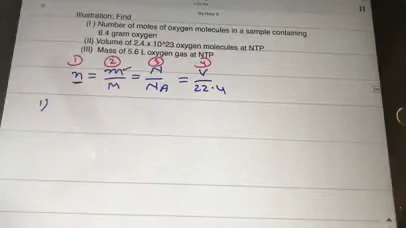 Illustration: Find
(I) Number of moles of oxygen molecules in a sample containing
6.4 gram oxygen
(II) Volume of 2.4 x 10^23 oxygen molecules at NTP
(III) Mass of 5.6 L oxygen gas at NTP
① ② ③ ④
n = m/M = N/NA = V/22.4
1)